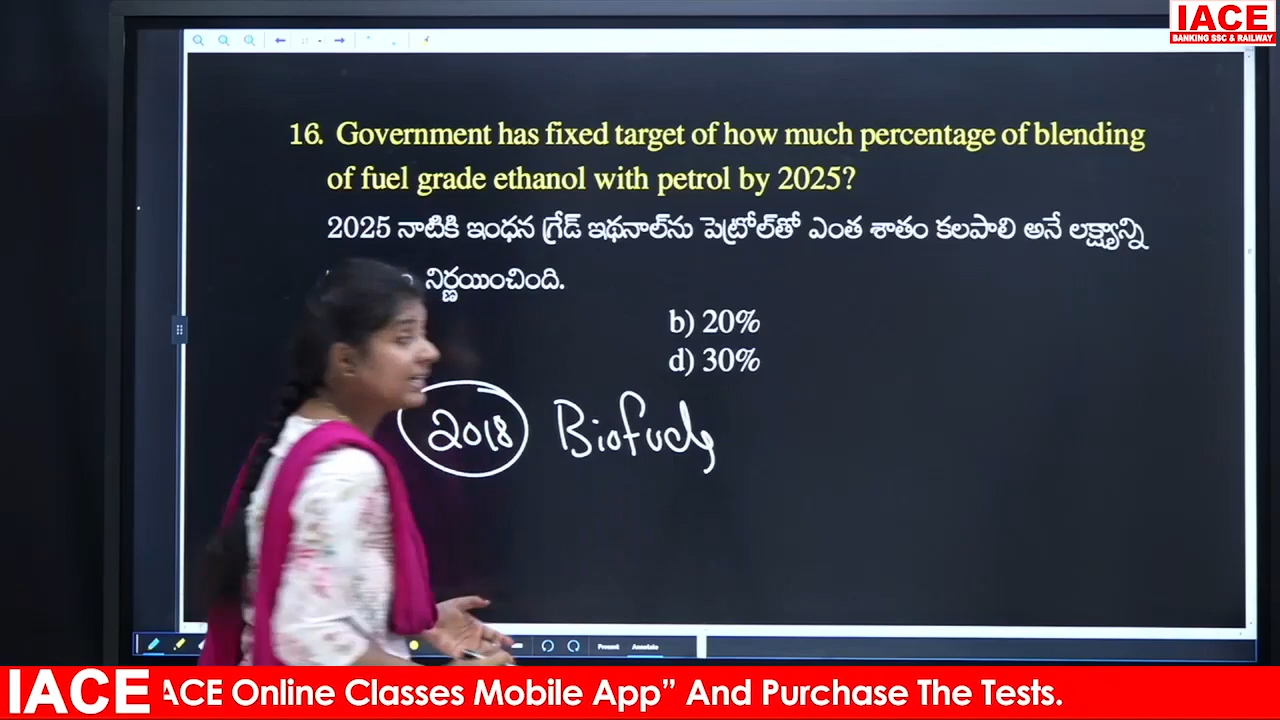 IACE
BANKING SSC & RAILWAY
16. Government has fixed target of how much percentage of blending
of fuel grade ethanol with petrol by 2025?
2025 నాటికి ఇంధన గ్రేడ్ ఇథనాల్‌ను పెట్రోల్‌తో ఎంత శాతం కలపాలి అనే లక్ష్యాన్ని
నిర్ణయించింది.
b) 20%
d) 30%
2018 Biofuels
Present Annotate
IACE ACE Online Classes Mobile App” And Purchase The Tests.